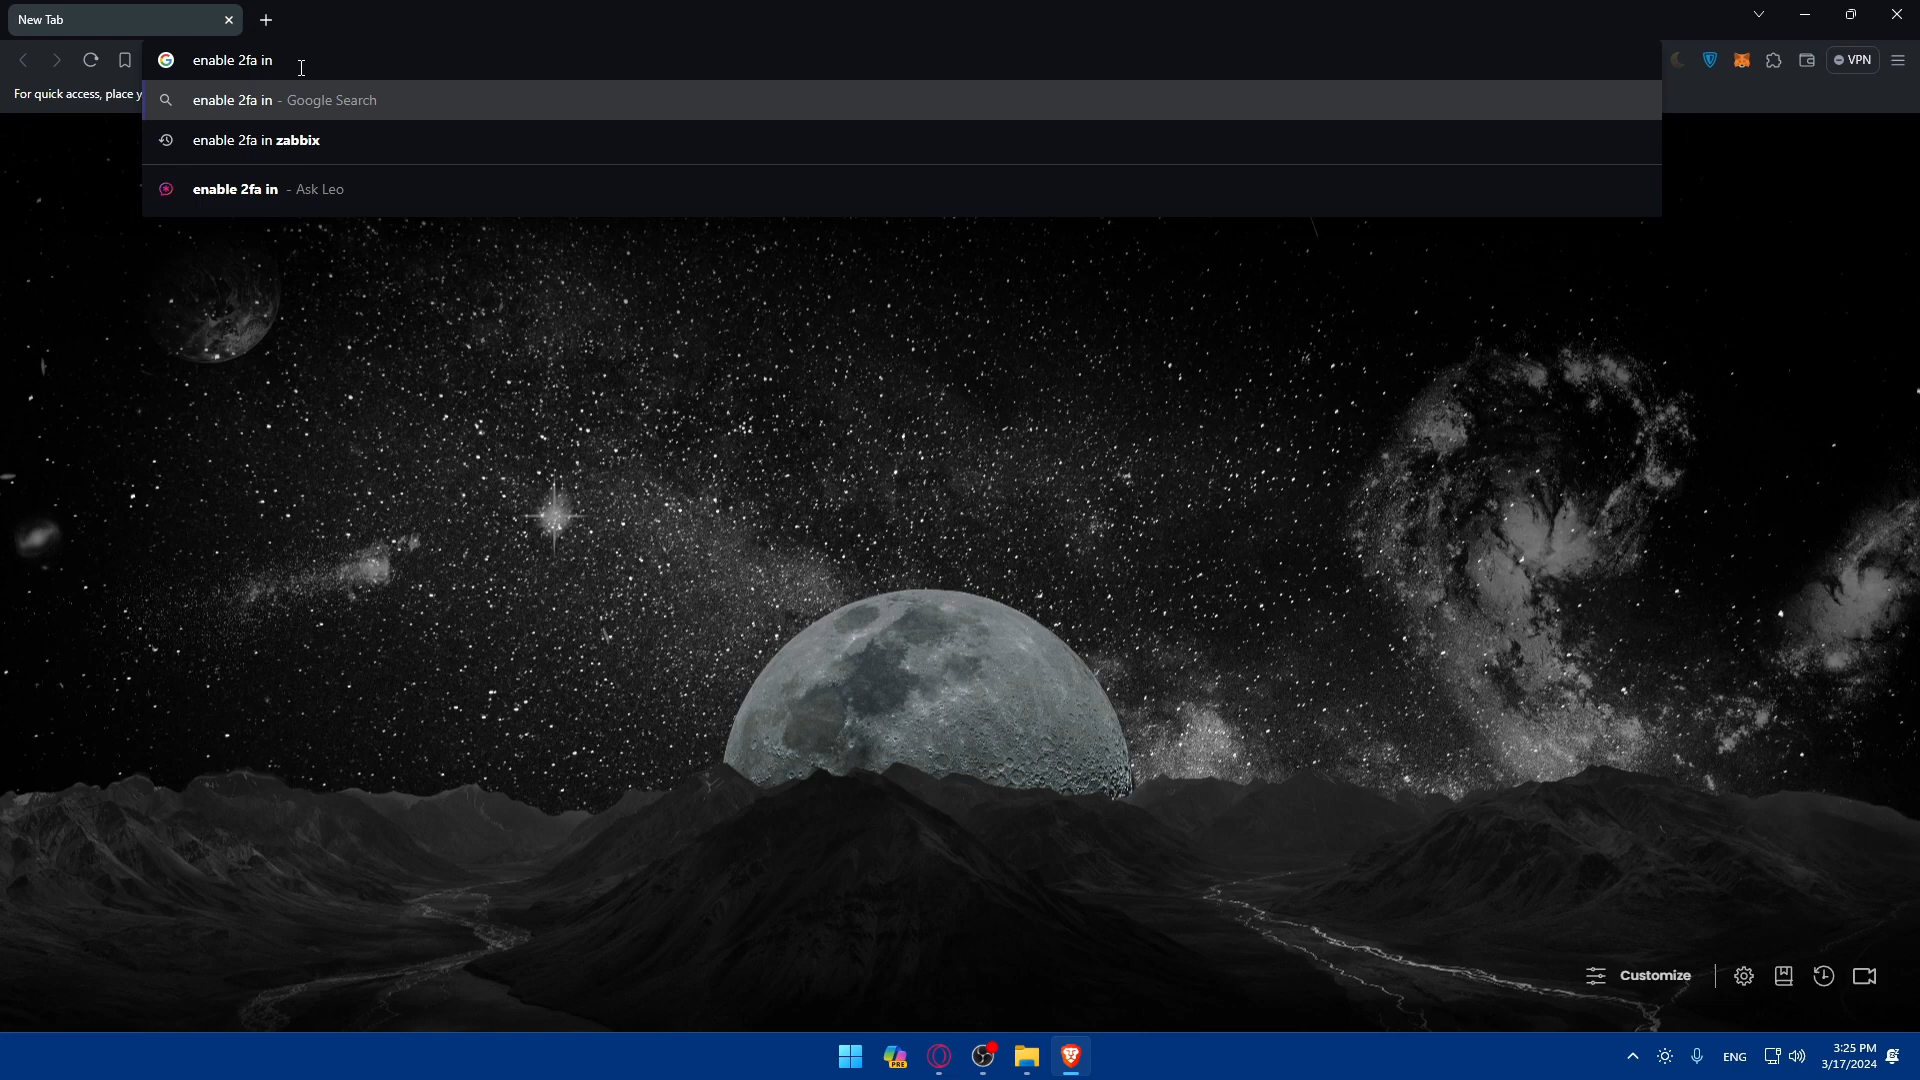 New Tab
enable 2fa in
VPN
enable 2fa in - Google Search
For quick access, place y
enable 2fa in zabbix
enable 2fa in - Ask Leo
Customize
PRE
ENG
3:25 PM
3/17/2024